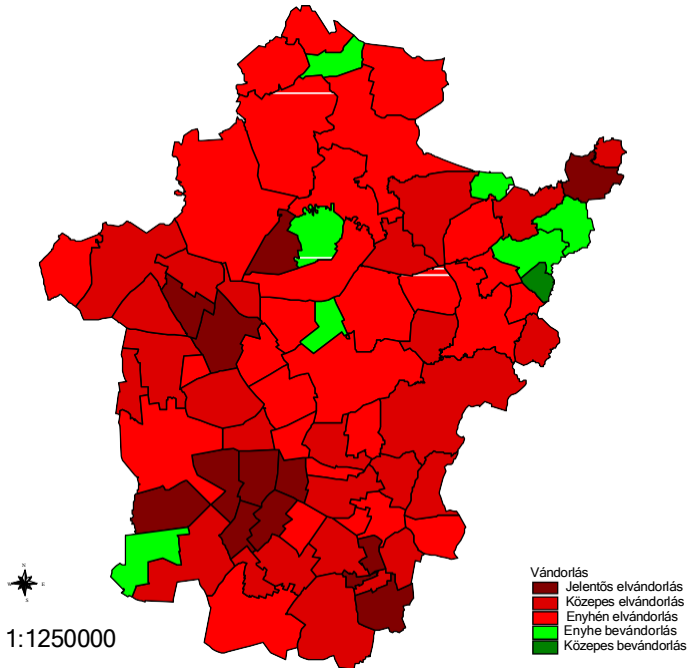 N
W E
S
1:1250000
Vándorlás
Jelentős elvándorlás
Közepes elvándorlás
Enyhén elvándorlás
Enyhe bevándorlás
Közepes bevándorlás